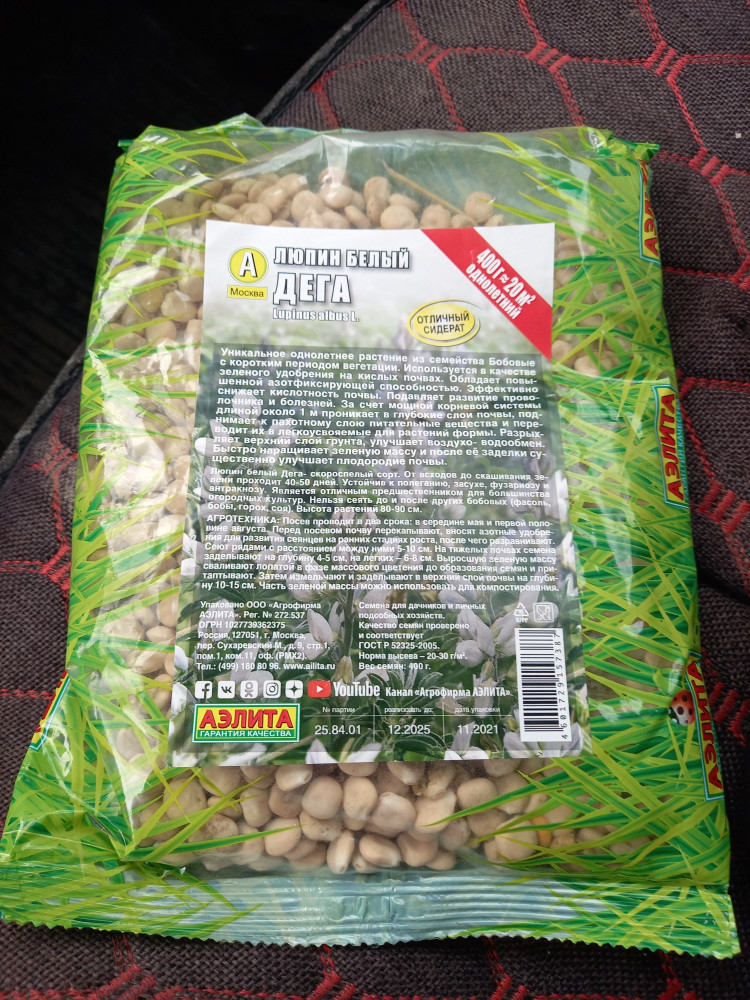 А
Москва
ЛЮПИН БЕЛЫЙ
ДЕГА
Lupinus albus L.
400 г ≈ 20 м²
ОДНОЛЕТНИЙ
ОТЛИЧНЫЙ
СИДЕРАТ
Уникальное однолетнее растение из семейства Бобовые
с коротким периодом вегетации. Используется в качестве
зеленого удобрения на кислых почвах. Обладает повы-
шенной азотфиксирующей способностью. Эффективно
снижает кислотность почвы. Подавляет развитие прово-
лочника и болезней. За счет мощной корневой системы
длиной около 1 м проникает в глубокие слои почвы, под-
нимает к пахотному слою питательные вещества и пере-
водит их в легкоусвояемые для растений формы. Разрых-
ляет верхний слой грунта, улучшает воздухо- водообмен.
Быстро наращивает зеленую массу и после её заделки су-
щественно улучшает плодородие почвы.
Люпин белый Дега- скороспелый сорт. От всходов до скашивания зе-
лени проходит 40-50 дней. Устойчив к полеганию, засухе, фузариозу и
антракнозу. Является отличным предшественником для большинства
огородных культур. Нельзя сеять до и после других бобовых (фасоль,
бобы, горох, соя). Высота растений 80-90 см.
АГРОТЕХНИКА: Посев проводят в два срока: в середине мая и первой поло-
вине августа. Перед посевом почву перекапывают, вносят азотные удобре-
ния для развития сеянцев на ранних стадиях роста, после чего разравнивают.
Сеют рядами с расстоянием между ними 5-10 см. На тяжелых почвах семена
заделывают на глубину 4-5 см, на легких – 6-8 см. Выросшую зеленую массу
сваливают лопатой в фазе массового цветения до образования семян и при-
таптывают. Затем измельчают и заделывают в верхний слой почвы на глуби-
ну 10-15 см. Часть зеленой массы можно использовать для компостирования.
Упаковано ООО «Агрофирма
АЭЛИТА». Рег. № 272.537
ОГРН 1027739362375
Россия,127051, г. Москва,
пер. Сухаревский М., д.9, стр.1,
пом.1, ком.11, оф. (РМХ2).
Тел.: (499) 180 80 96. www.ailita.ru
Семена для дачников и личных
подсобных хозяйств.
Качество семян проверено
и соответствует
ГОСТ Р 52325-2005.
Норма высева – 20-30 г/м².
Вес семян: 400 г.
YouTube Канал «Агрофирма АЭЛИТА».
АЭЛИТА
ГАРАНТИЯ КАЧЕСТВА
№ партии
реализовать до:
дата упаковки
25.84.01
12.2025
11.2021
4 601729 157387
АЭЛИТА
АЭЛИТА
ГАРАНТИЯ КАЧЕСТВА
АЭЛИТА